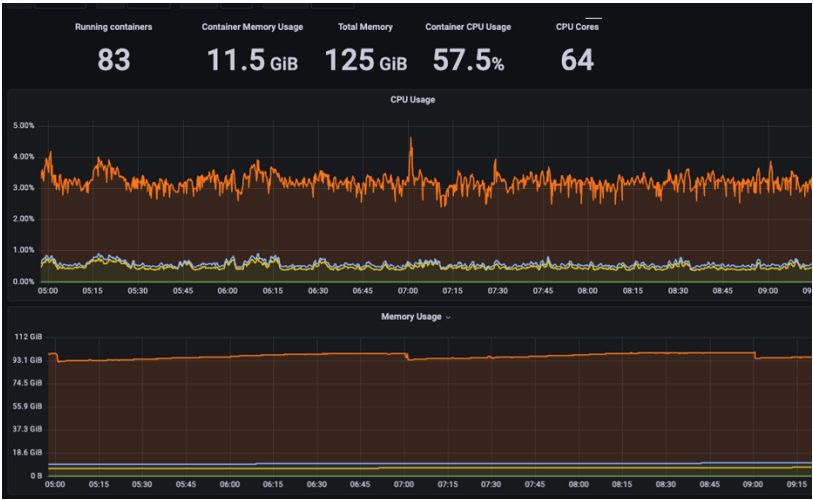 Running containers Container Memory Usage Total Memory Container CPU Usage CPU Cores
83 11.5 GiB 125 GiB 57.5% 64
CPU Usage
5.00%
4.00%
3.00%
2.00%
1.00%
0.00%
05:00 05:15 05:30 05:45 06:00 06:15 06:30 06:45 07:00 07:15 07:30 07:45 08:00 08:15 08:30 08:45 09:00 09
Memory Usage
112 GiB
93.1 GiB
74.5 GiB
55.9 GiB
37.3 GiB
18.6 GiB
0 B
05:00 05:15 05:30 05:45 06:00 06:15 06:30 06:45 07:00 07:15 07:30 07:45 08:00 08:15 08:30 08:45 09:00 09:15